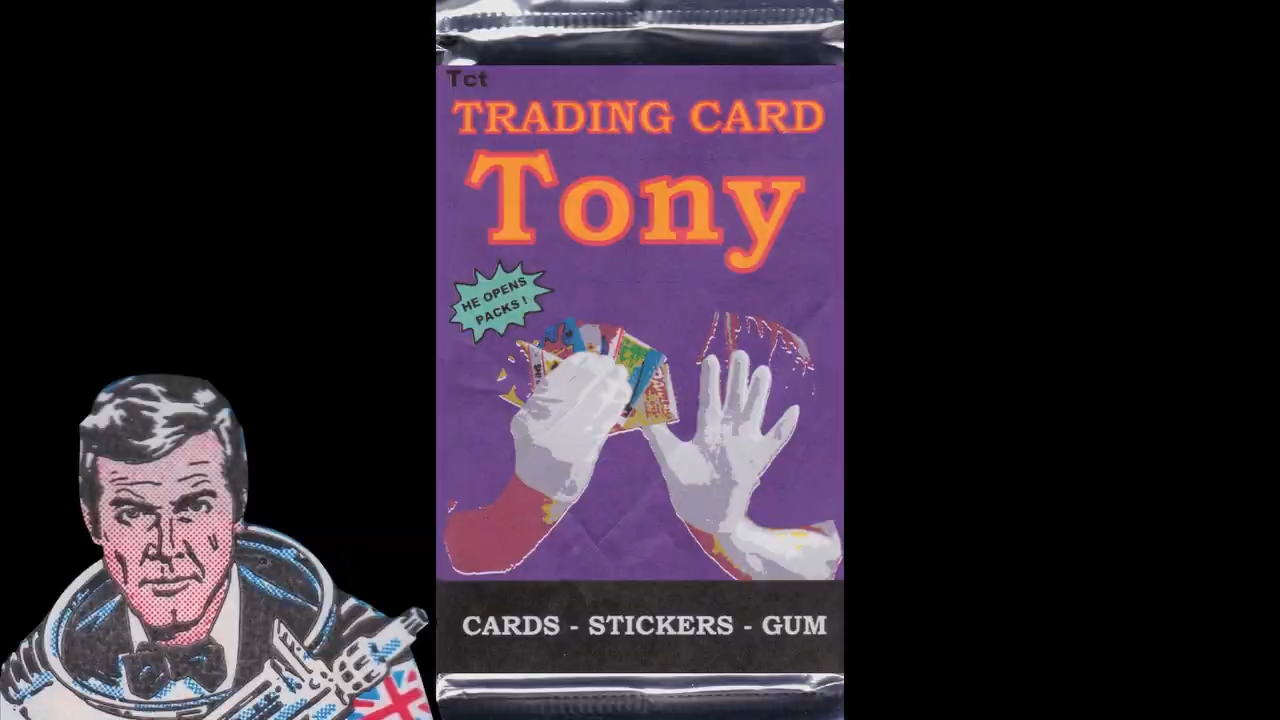 Tct
TRADING CARD
Tony
HE OPENS
PACKS !
CARDS - STICKERS - GUM